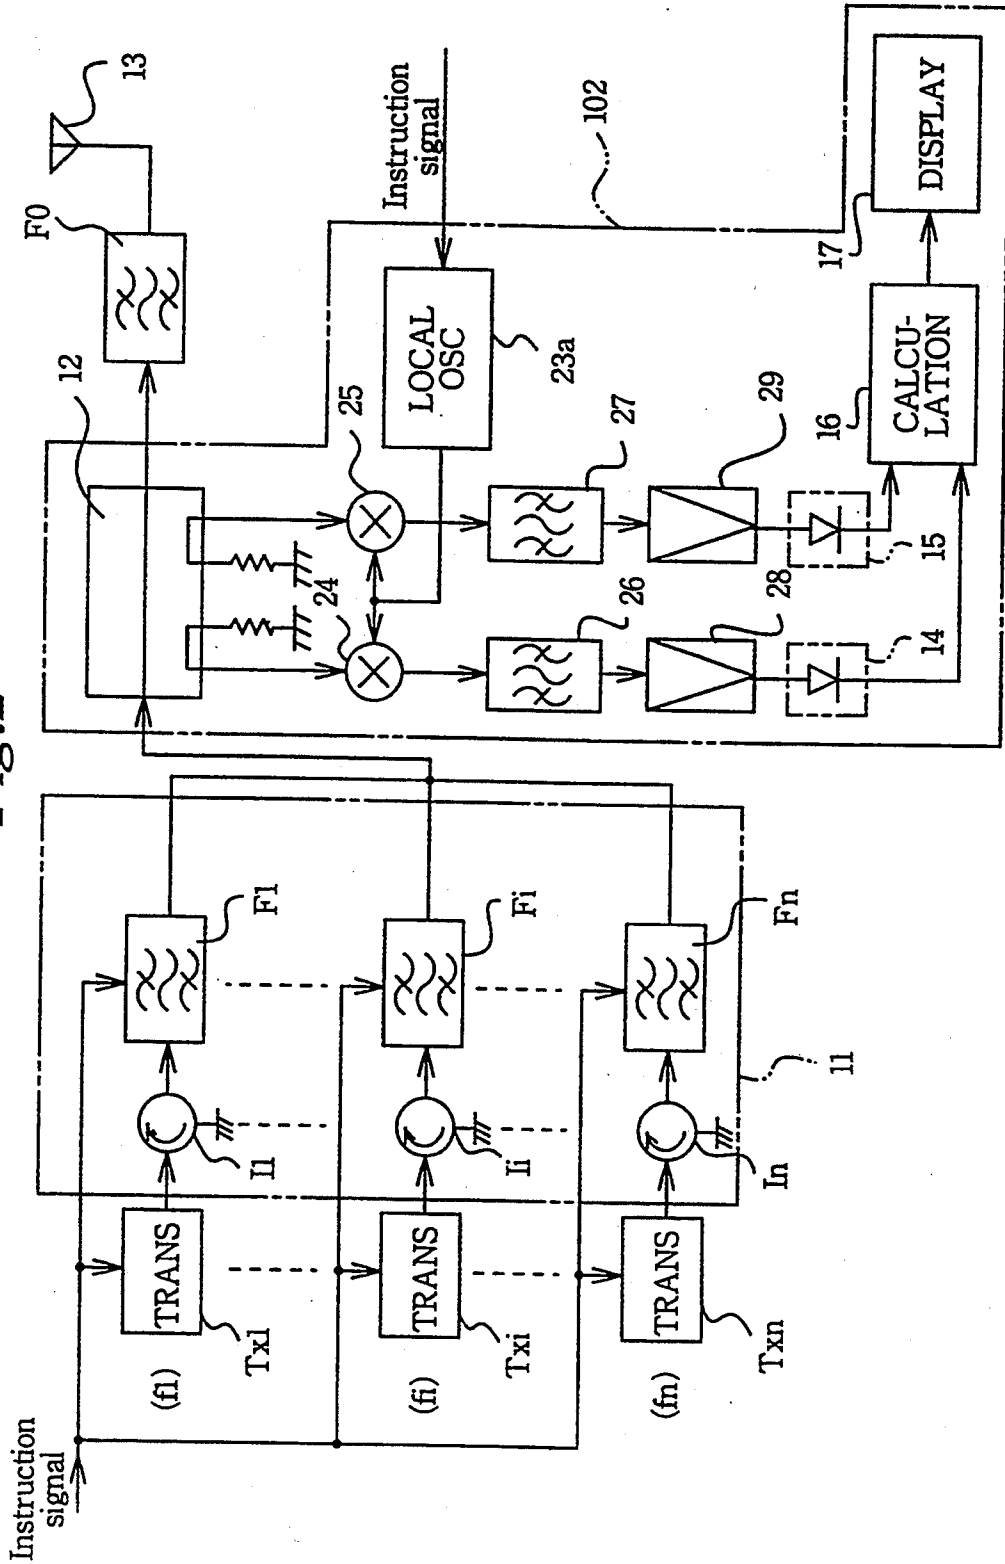 Instruction
signal
(f1)
TRANS
Tx1
I1
F1
(fi)
TRANS
Txi
Ii
Fi
(fn)
TRANS
Txn
In
Fn
11
12
F0
13
Instruction
signal
102
LOCAL
OSC
23a
24
25
26
27
28
29
14
15
16
CALCU-
LATION
17
DISPLAY